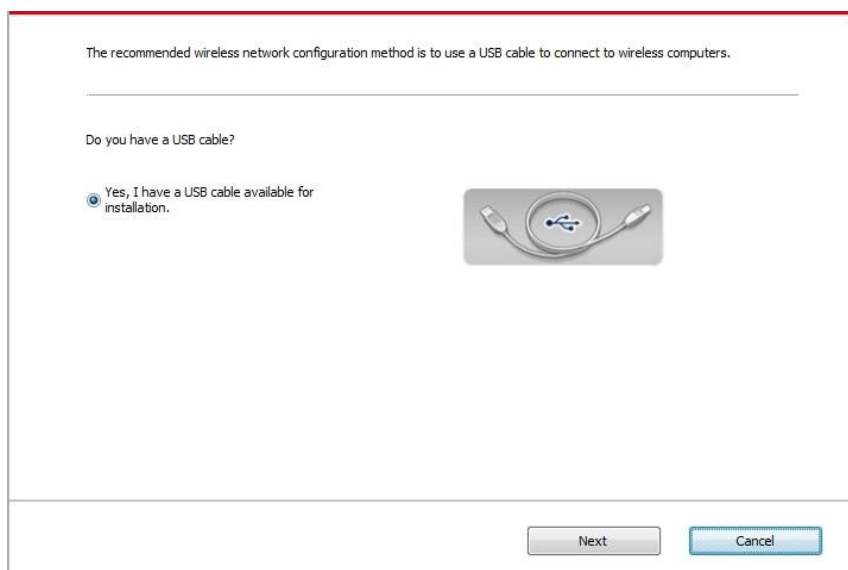 The recommended wireless network configuration method is to use a USB cable to connect to wireless computers.
Do you have a USB cable?
Yes, I have a USB cable available for
installation.
Next
Cancel